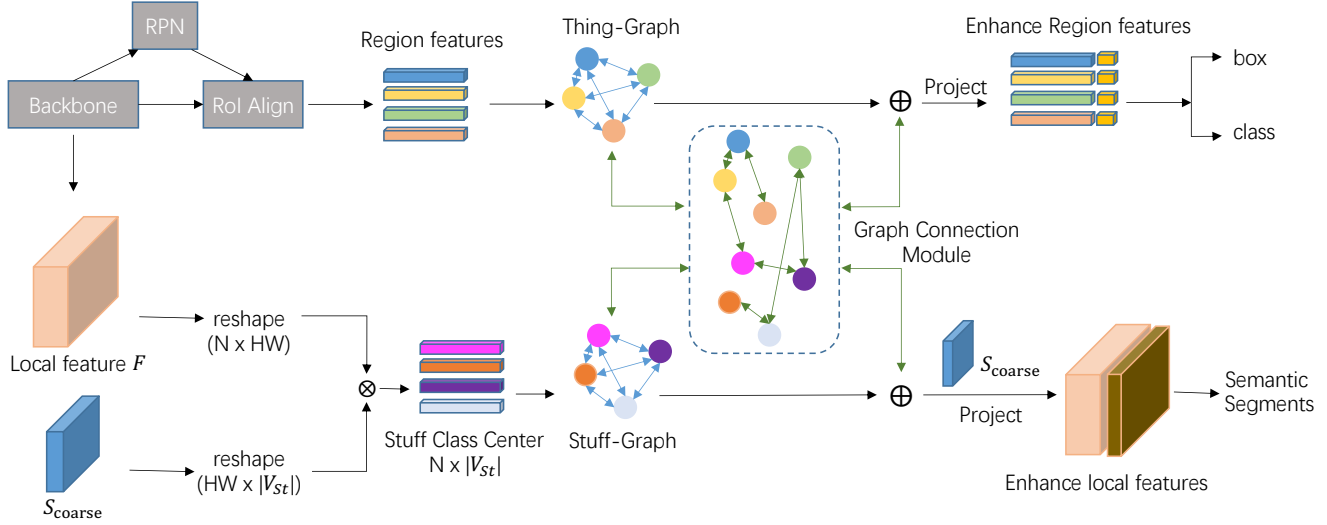 RPN
Backbone
RoI Align
Region features
Thing-Graph
Project
Enhance Region features
box
class
Graph Connection
Module
Local feature F
reshape
(N x HW)
S_coarse
reshape
(HW x |V_St|)
Stuff Class Center
N x |V_St|
Stuff-Graph
S_coarse
Project
Enhance local features
Semantic
Segments